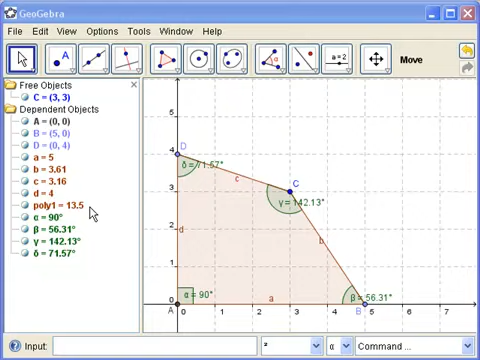 GeoGebra
File Edit View Options Tools Window Help
A
α
a = 2
Move
Free Objects
C = (3, 3)
Dependent Objects
A = (0, 0)
B = (5, 0)
D = (0, 4)
a = 5
b = 3.61
c = 3.16
d = 4
poly1 = 13.5
α = 90°
β = 56.31°
γ = 142.13°
δ = 71.57°
5
4
D
δ = 71.57°
c
C
3
γ = 142.13°
2
d
b
1
α = 90°
a
β = 56.31°
A
B
0
0 1 2 3 4 5 6 7
Input:
²
α
Command ...